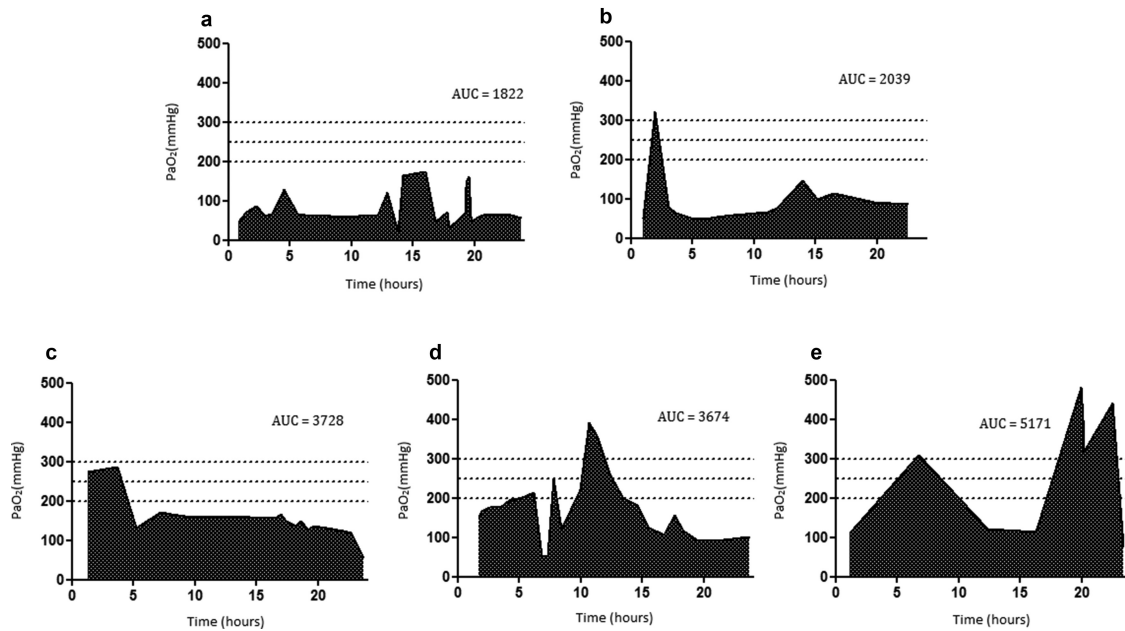 a
500
400
300
200
100
0
PaO₂(mmHg)
AUC = 1822
0 5 10 15 20
Time (hours)
b
500
400
300
200
100
0
PaO₂(mmHg)
AUC = 2039
0 5 10 15 20
Time (hours)
c
500
400
300
200
100
0
PaO₂(mmHg)
AUC = 3728
0 5 10 15 20
Time (hours)
d
500
400
300
200
100
0
PaO₂(mmHg)
AUC = 3674
0 5 10 15 20
Time (hours)
e
500
400
300
200
100
0
PaO₂(mmHg)
AUC = 5171
0 5 10 15 20
Time (hours)